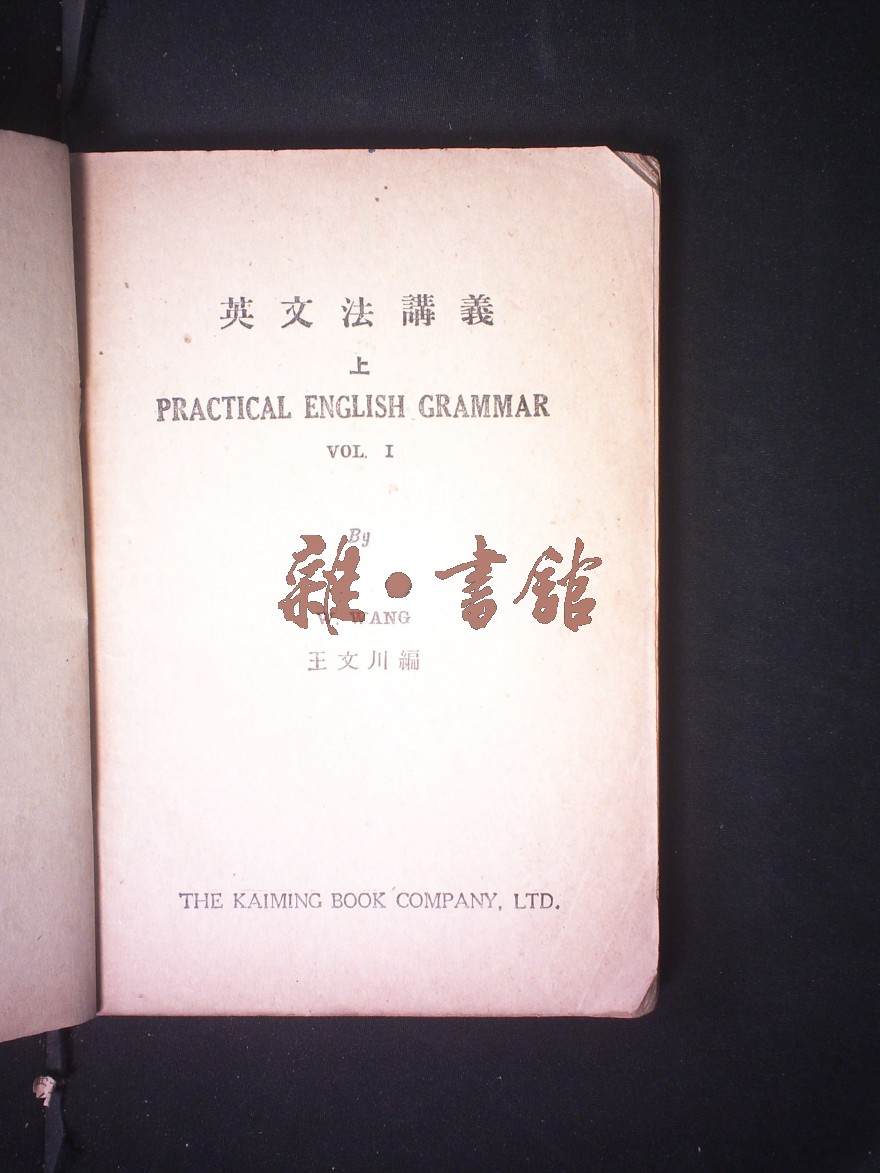 英文法講義
上
PRACTICAL ENGLISH GRAMMAR
VOL. I
By
雜·書館
W. WANG
王文川編
THE KAIMING BOOK COMPANY, LTD.